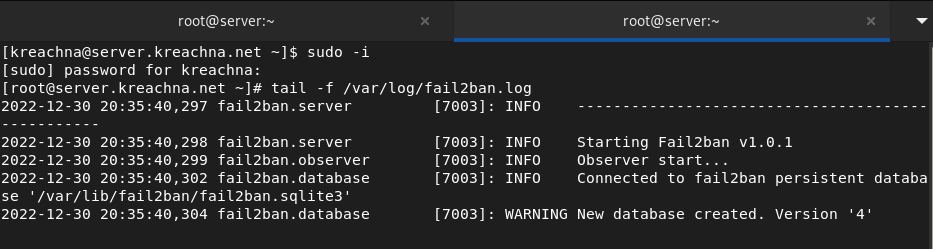 root@server:~ × root@server:~ ×
[kreachna@server.kreachna.net ~]$ sudo -i
[sudo] password for kreachna:
[root@server.kreachna.net ~]# tail -f /var/log/fail2ban.log
2022-12-30 20:35:40,297 fail2ban.server         [7003]: INFO    ---------------------------------------
-----------
2022-12-30 20:35:40,298 fail2ban.server         [7003]: INFO    Starting Fail2ban v1.0.1
2022-12-30 20:35:40,299 fail2ban.observer       [7003]: INFO    Observer start...
2022-12-30 20:35:40,302 fail2ban.database       [7003]: INFO    Connected to fail2ban persistent databa
se '/var/lib/fail2ban/fail2ban.sqlite3'
2022-12-30 20:35:40,304 fail2ban.database       [7003]: WARNING New database created. Version '4'